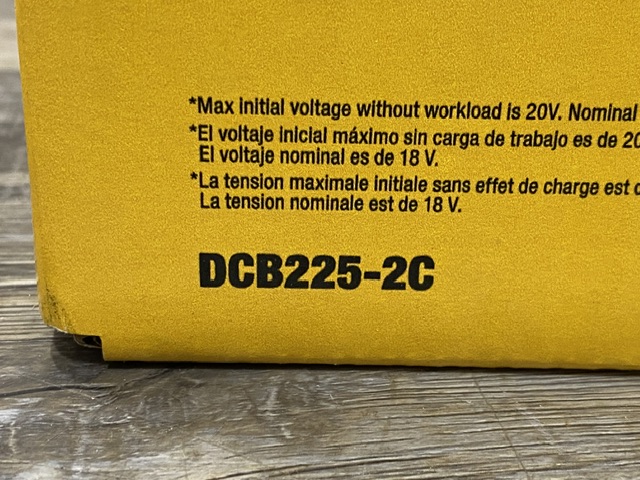 *Max initial voltage without workload is 20V. Nominal
*El voltaje inicial máximo sin carga de trabajo es de 20
El voltaje nominal es de 18 V.
*La tension maximale initiale sans effet de charge est
La tension nominale est de 18 V.
DCB225-2C